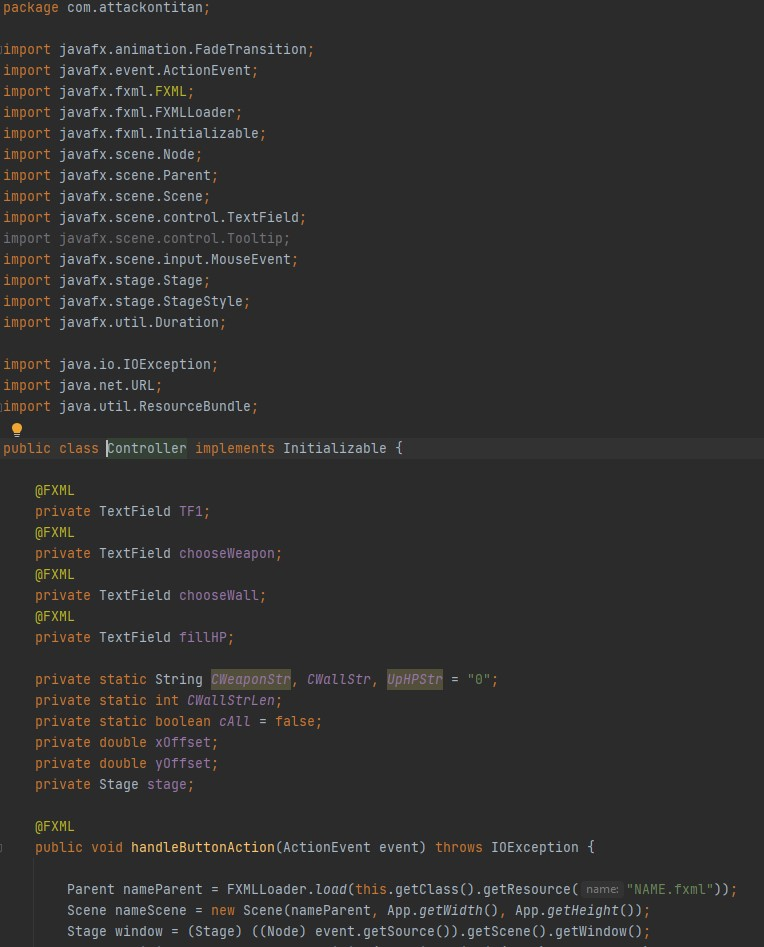 package com.attackontitan;
import javafx.animation.FadeTransition;
import javafx.event.ActionEvent;
import javafx.fxml.FXML;
import javafx.fxml.FXMLLoader;
import javafx.fxml.Initializable;
import javafx.scene.Node;
import javafx.scene.Parent;
import javafx.scene.Scene;
import javafx.scene.control.TextField;
import javafx.scene.control.Tooltip;
import javafx.scene.input.MouseEvent;
import javafx.stage.Stage;
import javafx.stage.StageStyle;
import javafx.util.Duration;
import java.io.IOException;
import java.net.URL;
import java.util.ResourceBundle;
public class Controller implements Initializable {
@FXML
private TextField TF1;
@FXML
private TextField chooseWeapon;
@FXML
private TextField chooseWall;
@FXML
private TextField fillHP;
private static String CWeaponStr, CWallStr, UpHPStr = "0";
private static int CWallStrLen;
private static boolean cAll = false;
private double xOffset;
private double yOffset;
private Stage stage;
@FXML
public void handleButtonAction(ActionEvent event) throws IOException {
Parent nameParent = FXMLLoader.load(this.getClass().getResource( name: "NAME.fxml"));
Scene nameScene = new Scene(nameParent, App.getWidth(), App.getHeight());
Stage window = (Stage) ((Node) event.getSource()).getScene().getWindow();